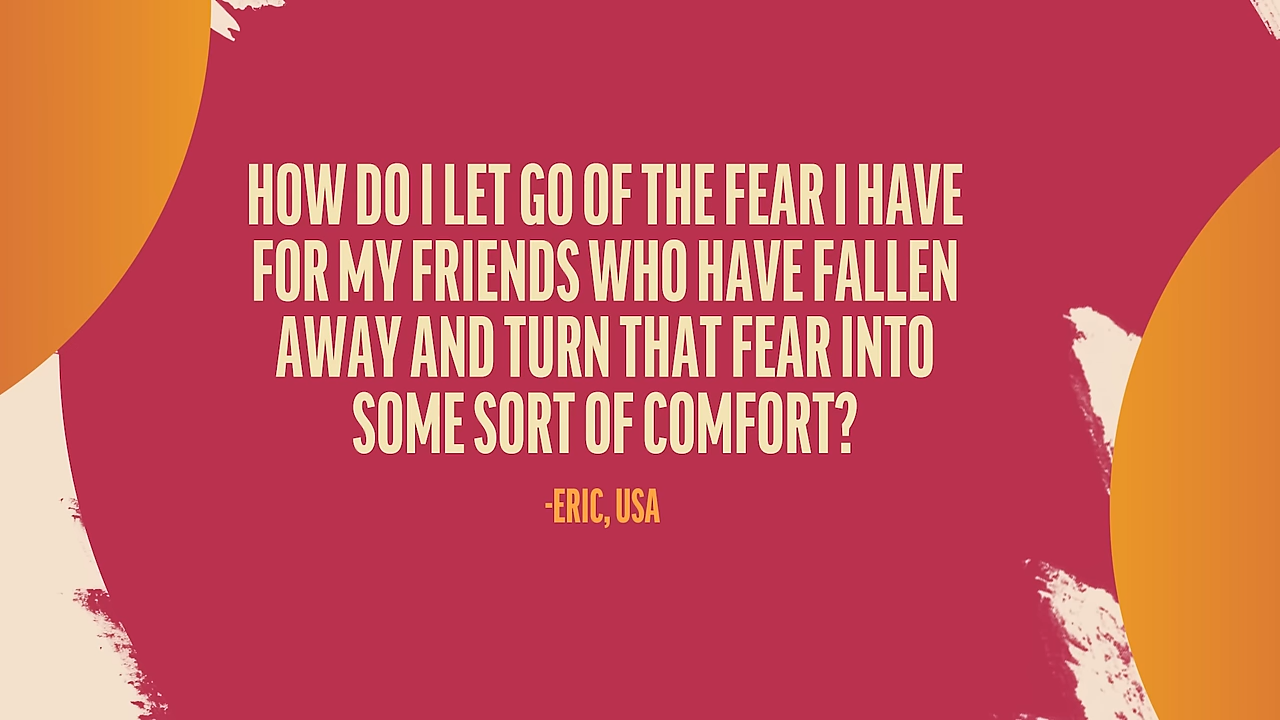 HOW DO I LET GO OF THE FEAR I HAVE
FOR MY FRIENDS WHO HAVE FALLEN
AWAY AND TURN THAT FEAR INTO
SOME SORT OF COMFORT?
-ERIC, USA